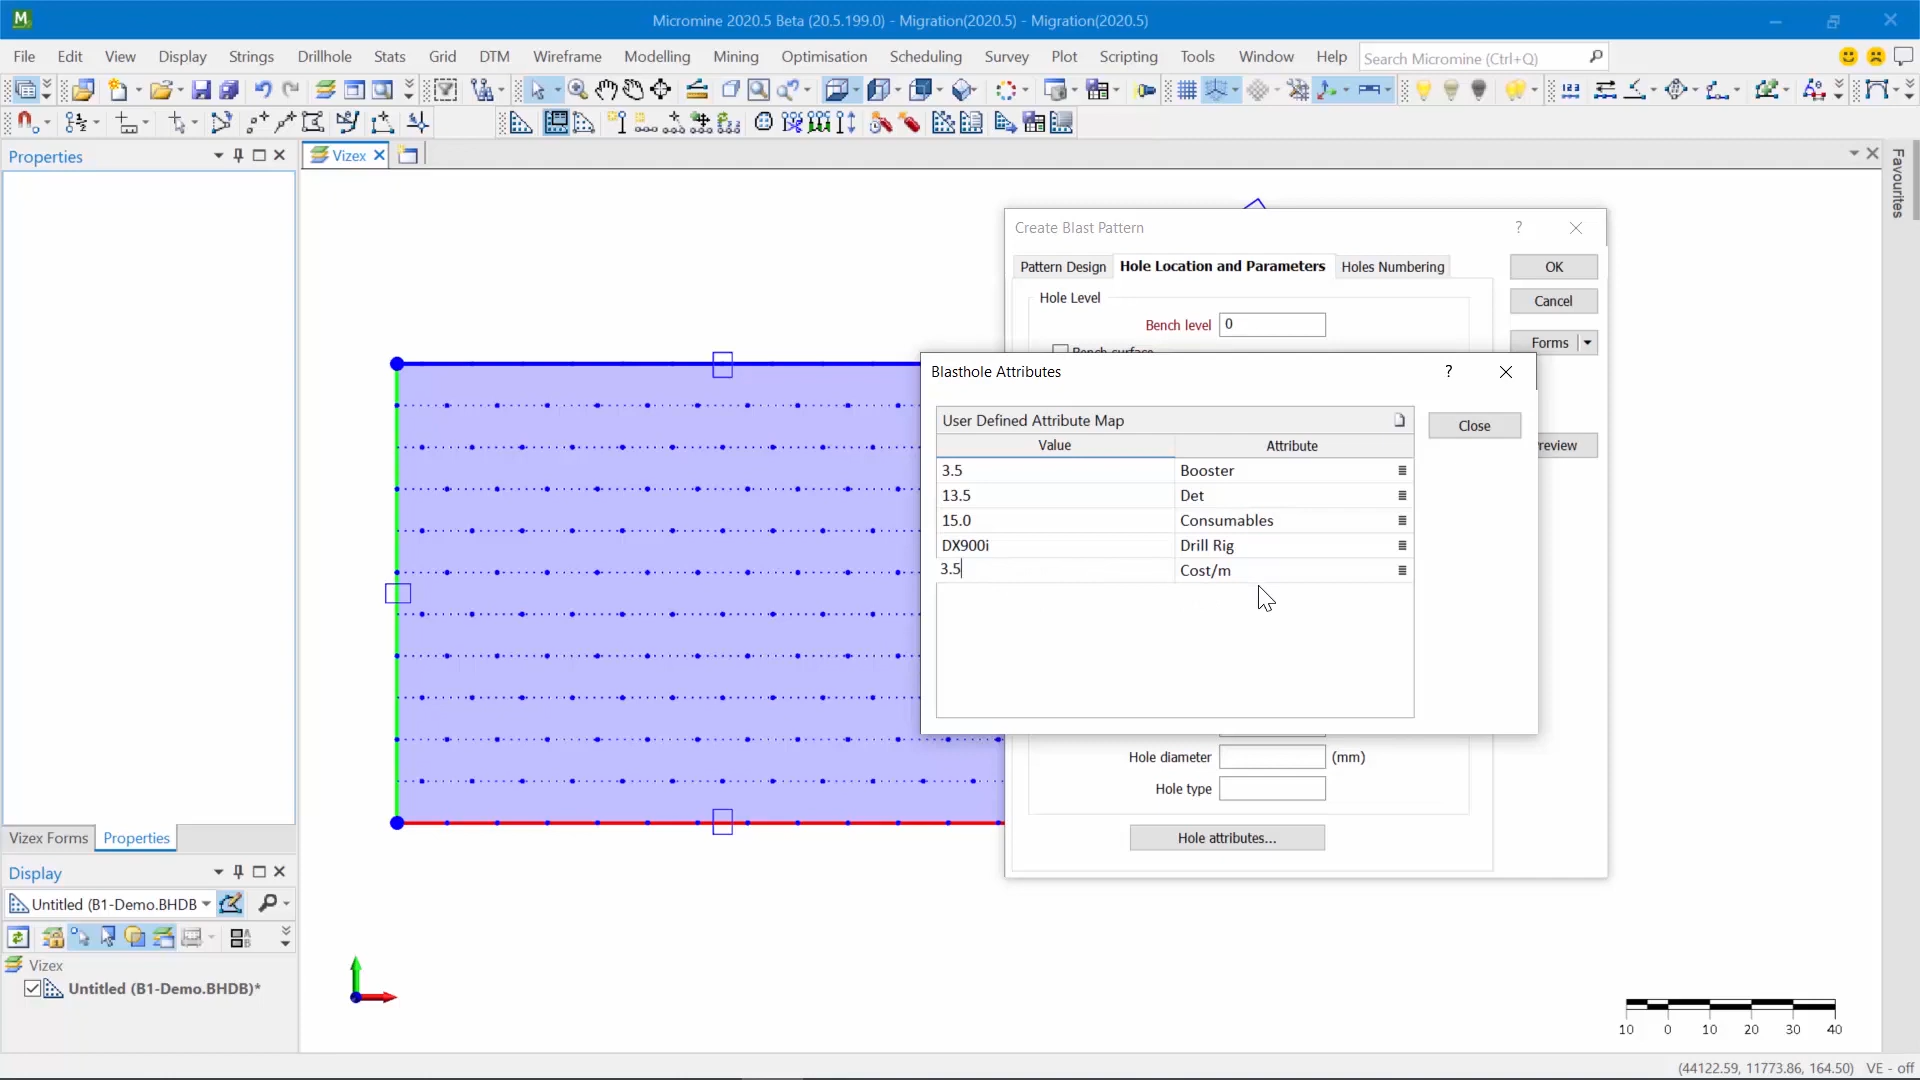 M
Micromine 2020.5 Beta (20.5.199.0) - Migration(2020.5) - Migration(2020.5)
File Edit View Display Strings Drillhole Stats Grid DTM Wireframe Modelling Mining Optimisation Scheduling Survey Plot Scripting Tools Window Help Search Micromine (Ctrl+Q)
Properties
Vizex
Favourites
Create Blast Pattern
?
Pattern Design
Hole Location and Parameters
Holes Numbering
OK
Hole Level
Cancel
Bench level 0
Forms
Bench surface
Blasthole Attributes
?
User Defined Attribute Map
Close
Value Attribute
review
3.5 Booster
13.5 Det
15.0 Consumables
DX900i Drill Rig
3.5 Cost/m
Hole diameter (mm)
Hole type
Hole attributes...
Vizex Forms Properties
Display
Untitled (B1-Demo.BHDB
Vizex
Untitled (B1-Demo.BHDB)*
10 0 10 20 30 40
(44122.59, 11773.86, 164.50) VE - off